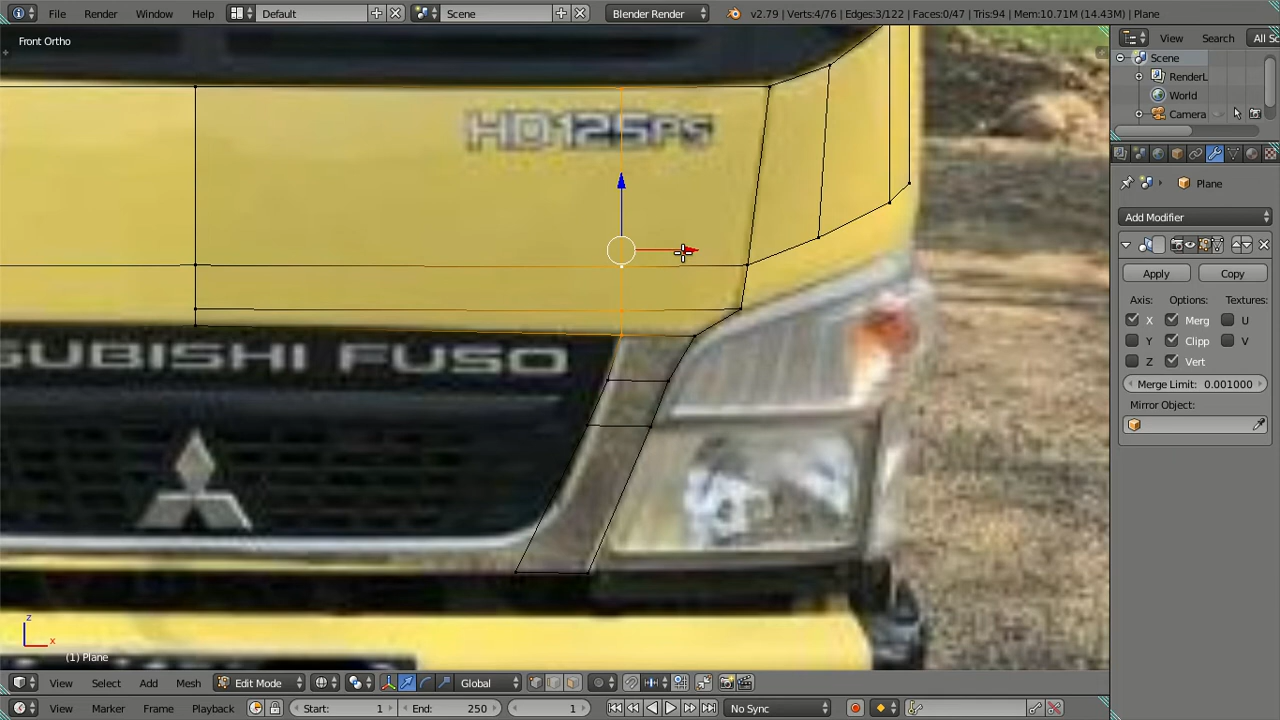 File Render Window Help Default Scene Blender Render v2.79 | Verts:4/76 | Edges:3/122 | Faces:0/47 | Tris:94 | Mem:10.71M (14.43M) | Plane
Front Ortho
View Search All Sc
Scene
RenderL
World
Camera
HD125PS
Plane
Add Modifier
Apply Copy
Axis: Options: Textures:
X Merg U
Y Clipp V
Z Vert
Merge Limit: 0.001000
Mirror Object:
SUBISHI FUSO
z
x
(1) Plane
View Select Add Mesh Edit Mode Global
View Marker Frame Playback Start: 1 End: 250 1 No Sync